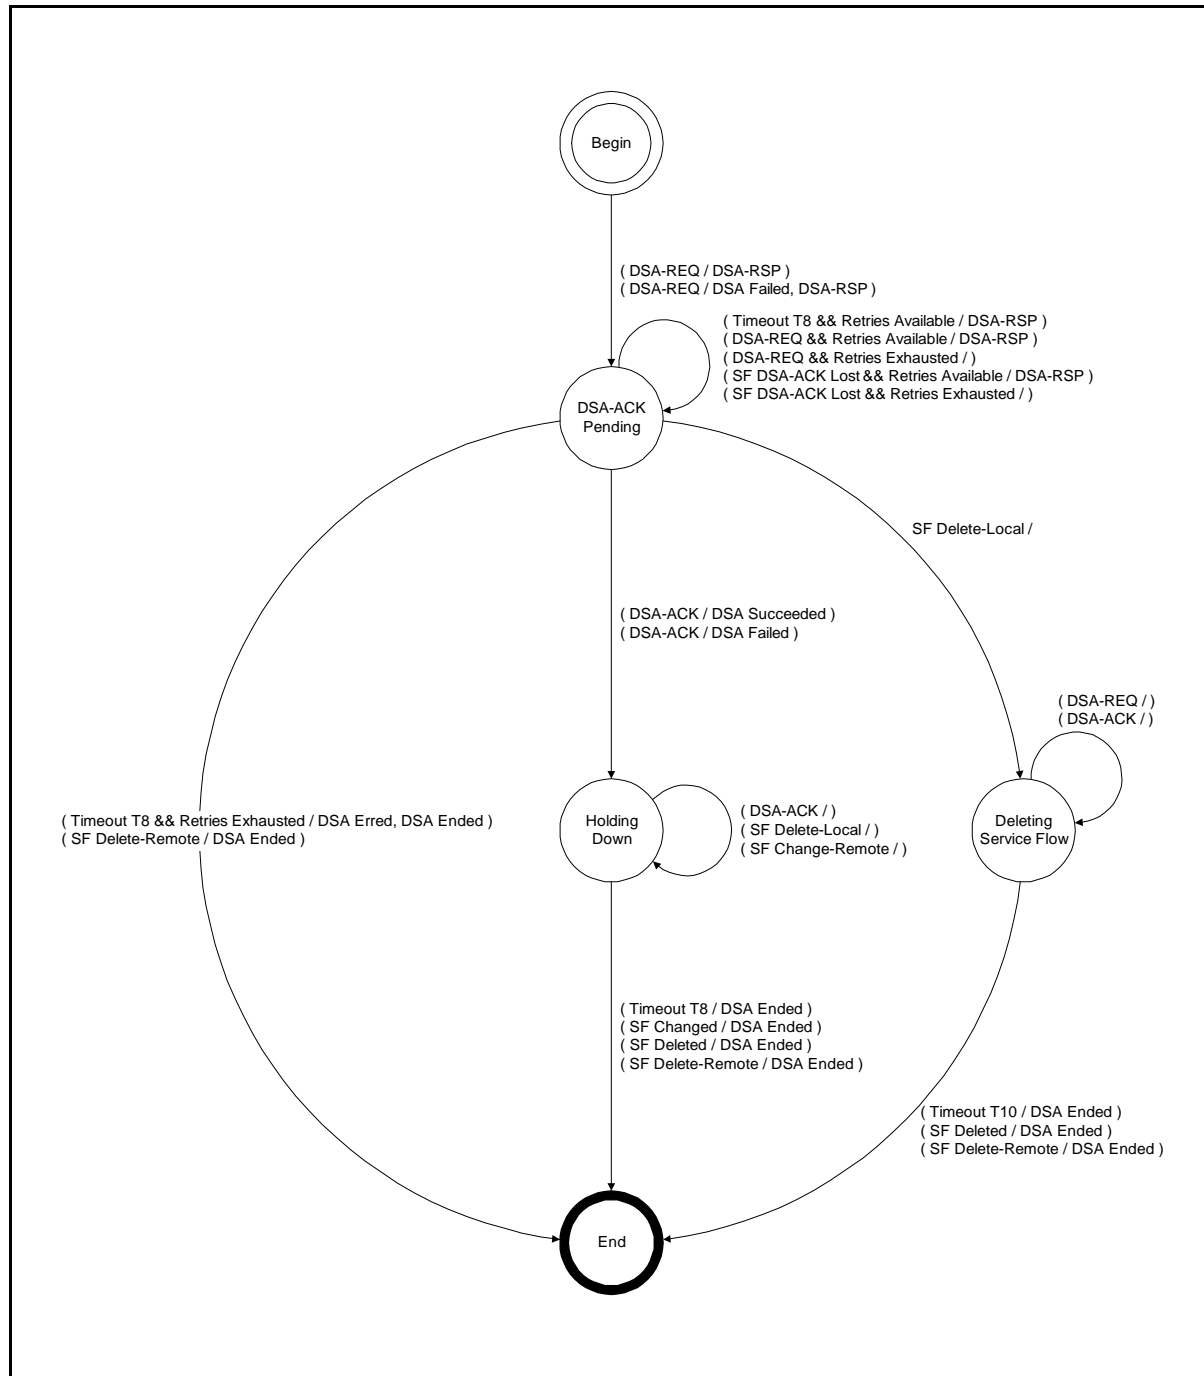 Begin
( DSA-REQ / DSA-RSP )
( DSA-REQ / DSA Failed, DSA-RSP )
( Timeout T8 && Retries Available / DSA-RSP )
( DSA-REQ && Retries Available / DSA-RSP )
( DSA-REQ && Retries Exhausted / )
( SF DSA-ACK Lost && Retries Available / DSA-RSP )
( SF DSA-ACK Lost && Retries Exhausted / )
DSA-ACK
Pending
SF Delete-Local /
( DSA-ACK / DSA Succeeded )
( DSA-ACK / DSA Failed )
( DSA-REQ / )
( DSA-ACK / )
( Timeout T8 && Retries Exhausted / DSA Erred, DSA Ended )
( SF Delete-Remote / DSA Ended )
Holding
Down
( DSA-ACK / )
( SF Delete-Local / )
( SF Change-Remote / )
Deleting
Service Flow
( Timeout T8 / DSA Ended )
( SF Changed / DSA Ended )
( SF Deleted / DSA Ended )
( SF Delete-Remote / DSA Ended )
( Timeout T10 / DSA Ended )
( SF Deleted / DSA Ended )
( SF Delete-Remote / DSA Ended )
End